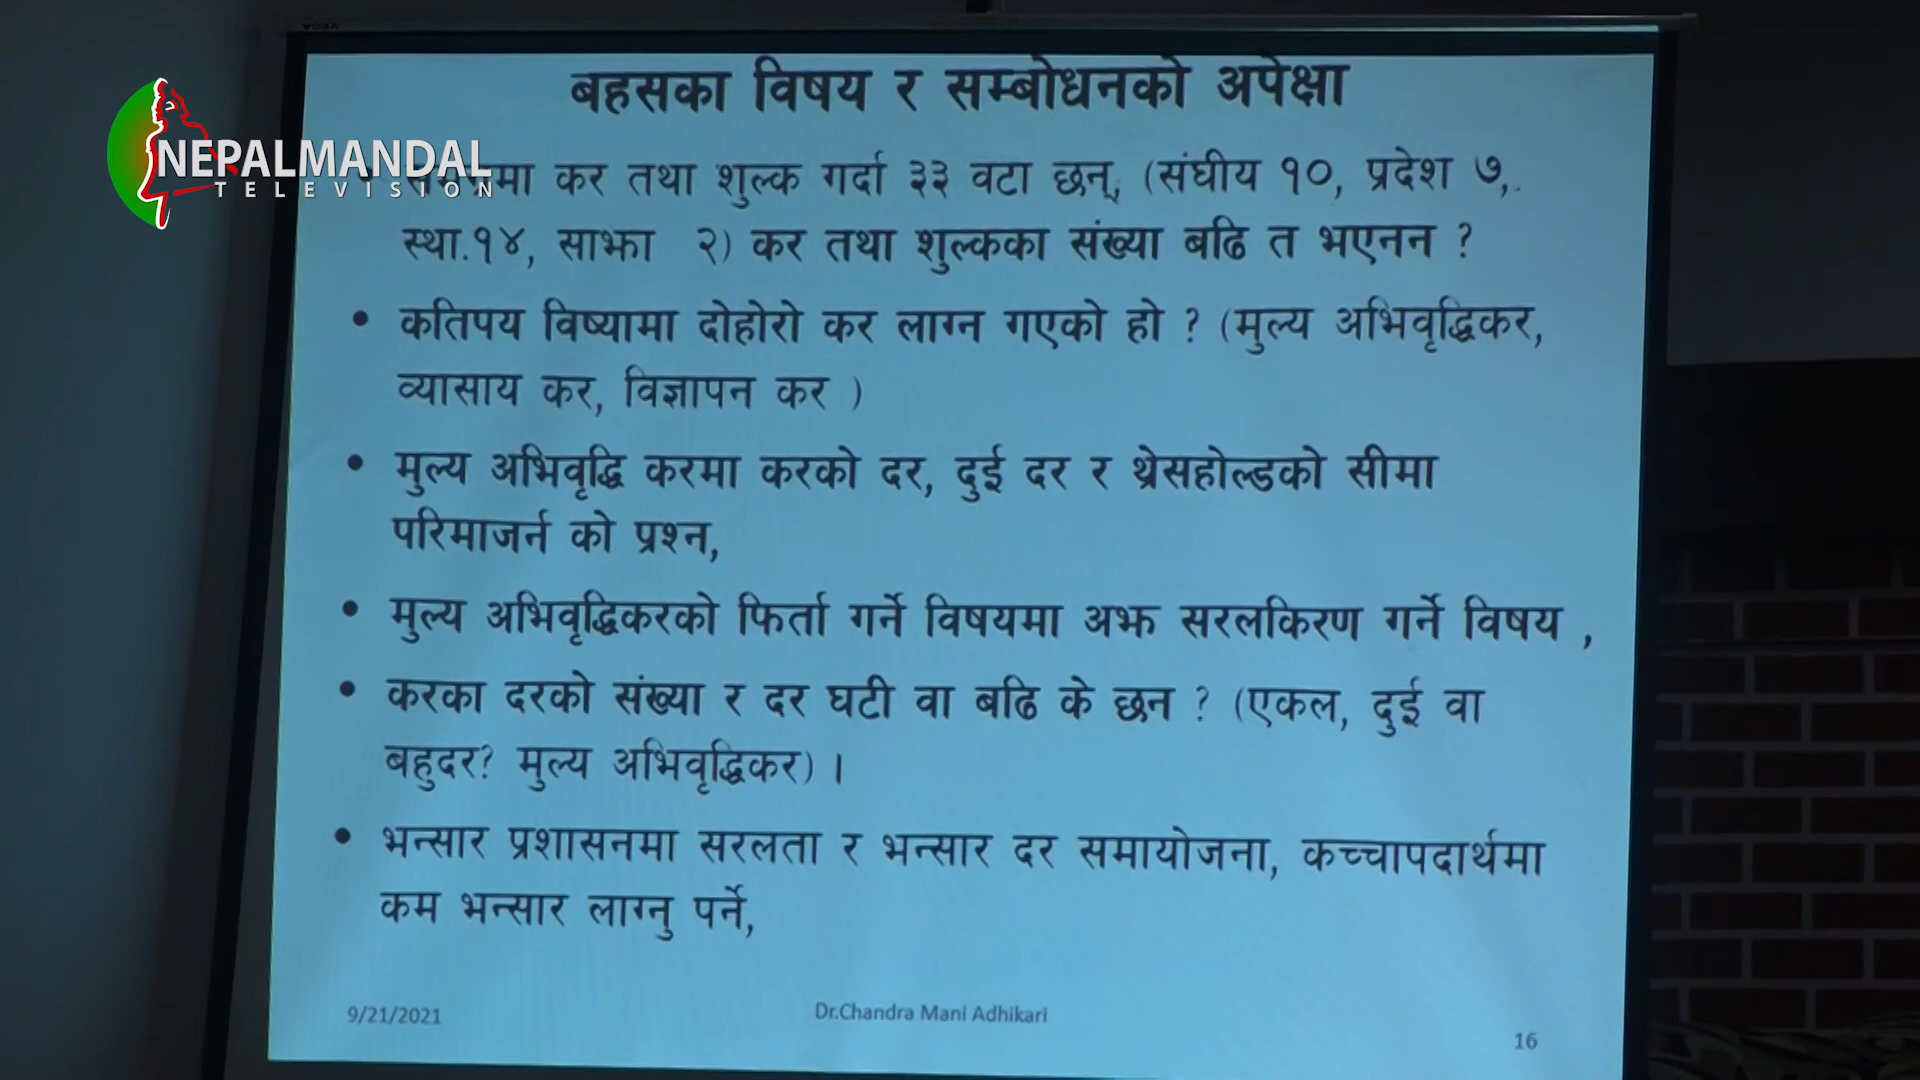 बहसका विषय र सम्बोधनको अपेक्षा
NEPALMANDAL
TELEVISION
कर तथा शुल्क गर्दा ३३ वटा छन्, (संघीय १०, प्रदेश ७,
स्था.१४, साझा २) कर तथा शुल्कका संख्या बढि त भएनन ?
• कतिपय विष्यामा दोहोरो कर लाग्न गएको हो ? (मुल्य अभिवृद्धिकर,
व्यासाय कर, विज्ञापन कर )
• मुल्य अभिवृद्धि करमा करको दर, दुई दर र थ्रेसहोल्डको सीमा
परिमाजर्न को प्रश्न,
• मुल्य अभिवृद्धिकरको फिर्ता गर्ने विषयमा अझ सरलकिरण गर्ने विषय ,
• करका दरको संख्या र दर घटी वा बढि के छन ? (एकल, दुई वा
बहुदर? मुल्य अभिवृद्धिकर) ।
• भन्सार प्रशासनमा सरलता र भन्सार दर समायोजना, कच्चापदार्थमा
कम भन्सार लाग्नु पर्ने,
9/21/2021
Dr.Chandra Mani Adhikari
16